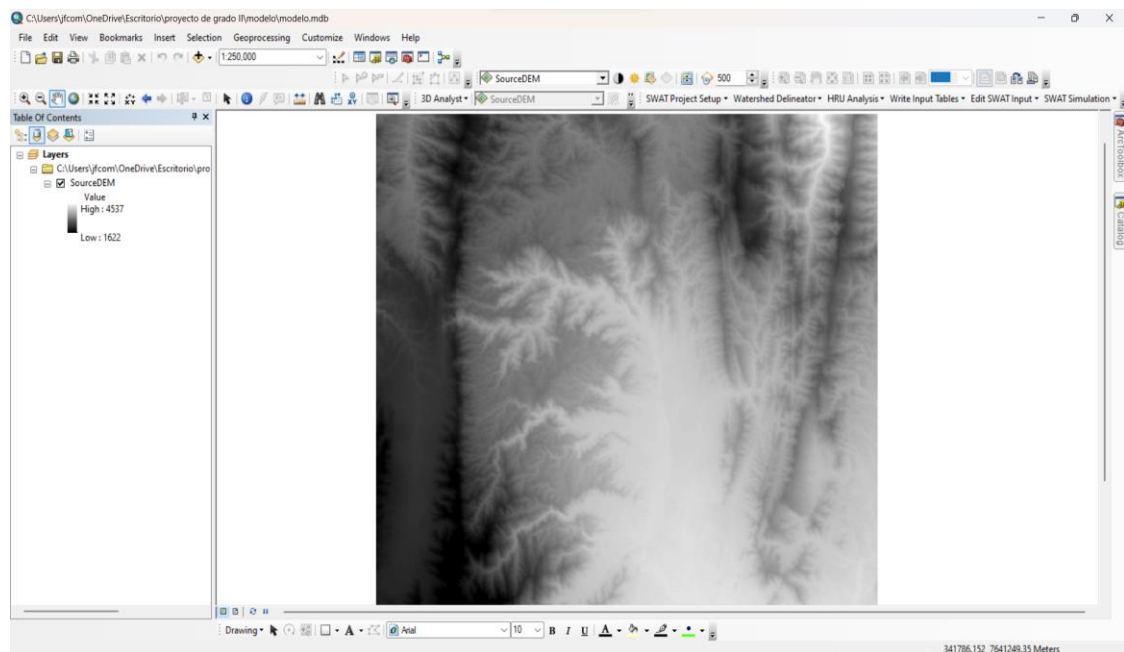 C:\Users\jfcom\OneDrive\Escritorio\proyecto de grado II\modelo\modelo.mdb
File Edit View Bookmarks Insert Selection Geoprocessing Customize Windows Help
1:250,000
SourceDEM 500
3D Analyst SourceDEM SWAT Project Setup Watershed Delineator HRU Analysis Write Input Tables Edit SWAT Input SWAT Simulation
Table Of Contents
ArcToolbox
Catalog
Layers
C:\Users\jfcom\OneDrive\Escritorio\pro
SourceDEM
Value
High : 4537
Low : 1622
Drawing A Arial 10 B I U A
341786,152 7641249,35 Meters